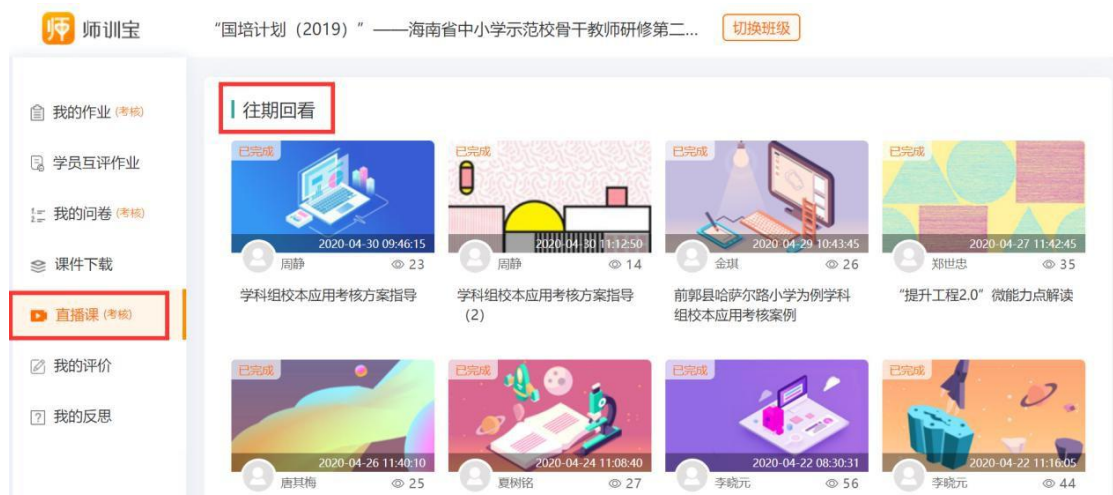 师训宝
“国培计划（2019）”——海南省中小学示范校骨干教师研修第二...
切换班级
我的作业 (考核)
学员互评作业
我的问卷 (考核)
课件下载
直播课 (考核)
我的评价
我的反思
往期回看
已完成
2020-04-30 09:46:15
周静
23
学科组校本应用考核方案指导
已完成
2020-04-30 11:12:50
周静
14
学科组校本应用考核方案指导
（2）
已完成
2020-04-29 10:43:45
金琪
26
前郭县哈萨尔路小学为例学科
组校本应用考核案例
已完成
2020-04-27 11:42:45
郑世忠
35
“提升工程2.0”微能力点解读
已完成
2020-04-26 11:40:10
唐其梅
25
已完成
2020-04-24 11:08:40
夏树铭
27
已完成
2020-04-22 08:30:31
李晓元
56
已完成
2020-04-22 11:16:05
李晓元
44